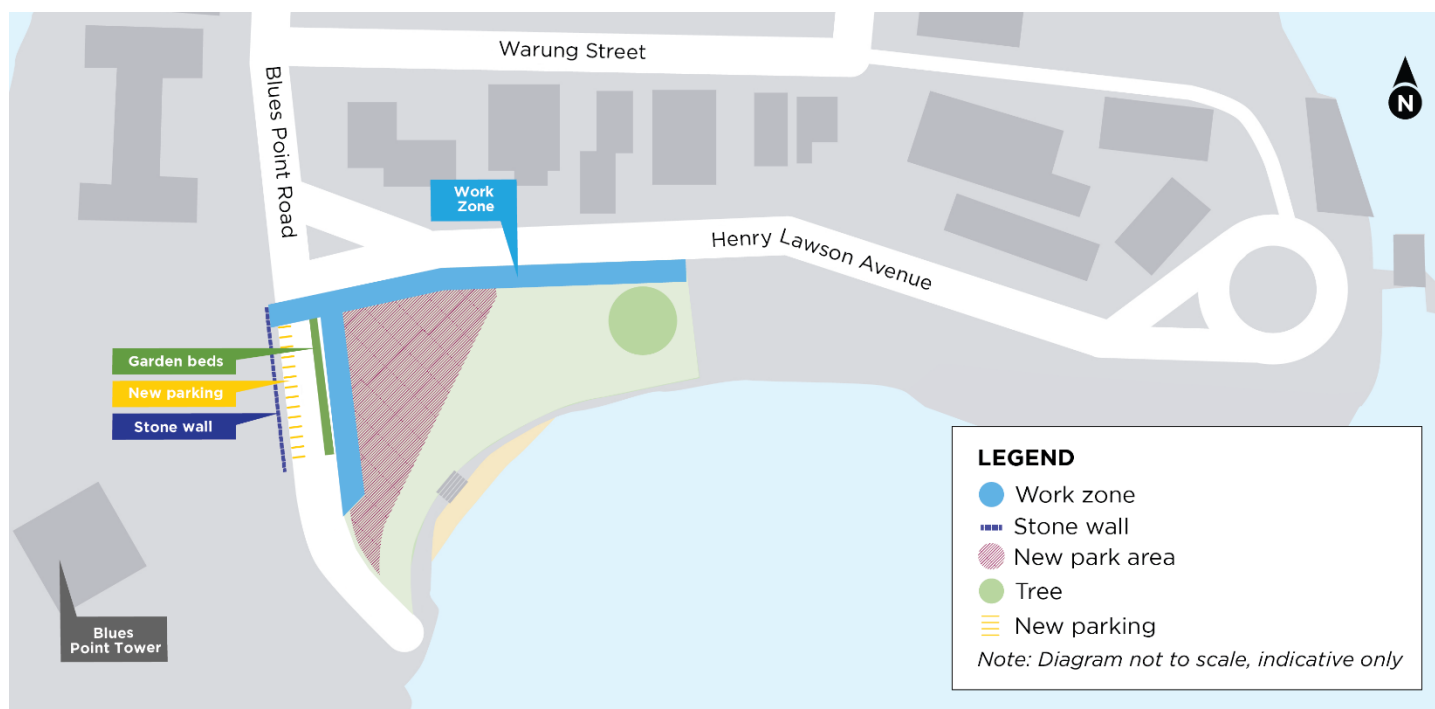 Warung Street
N
Blues Point Road
Work
Zone
Henry Lawson Avenue
Garden beds
New parking
Stone wall
Blues
Point Tower
LEGEND
Work zone
Stone wall
New park area
Tree
New parking
Note: Diagram not to scale, indicative only